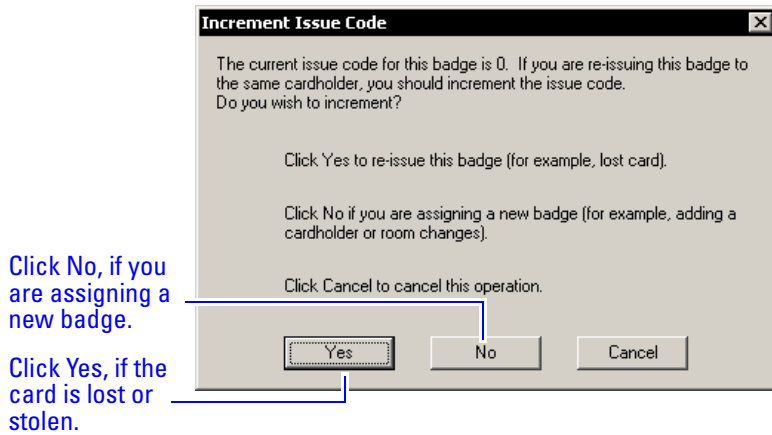 Increment Issue Code
The current issue code for this badge is 0.  If you are re-issuing this badge to
the same cardholder, you should increment the issue code.
Do you wish to increment?
Click Yes to re-issue this badge (for example, lost card).
Click No if you are assigning a new badge (for example, adding a
cardholder or room changes).
Click Cancel to cancel this operation.
Yes
No
Cancel
Click No, if you
are assigning a
new badge.
Click Yes, if the
card is lost or
stolen.